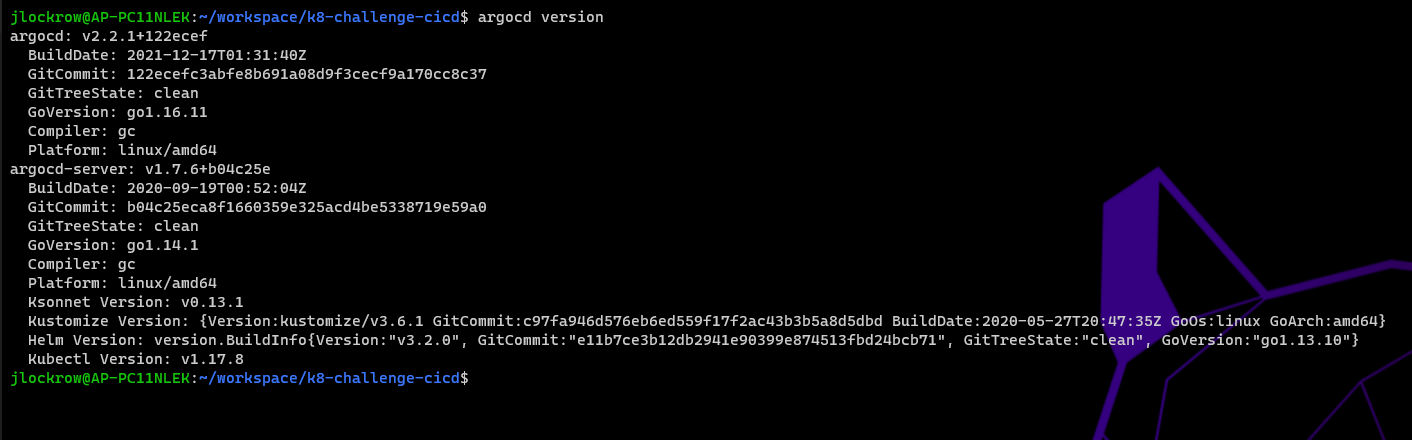 jlockrow@AP-PC11NLEK:~/workspace/k8-challenge-cicd$ argocd version
argocd: v2.2.1+122ecef
  BuildDate: 2021-12-17T01:31:40Z
  GitCommit: 122ecefc3abfe8b691a08d9f3cecf9a170cc8c37
  GitTreeState: clean
  GoVersion: go1.16.11
  Compiler: gc
  Platform: linux/amd64
argocd-server: v1.7.6+b04c25e
  BuildDate: 2020-09-19T00:52:04Z
  GitCommit: b04c25eca8f1660359e325acd4be5338719e59a0
  GitTreeState: clean
  GoVersion: go1.14.1
  Compiler: gc
  Platform: linux/amd64
  Ksonnet Version: v0.13.1
  Kustomize Version: {Version:kustomize/v3.6.1 GitCommit:c97fa946d576eb6ed559f17f2ac43b3b5a8d5dbd BuildDate:2020-05-27T20:47:35Z GoOs:linux GoArch:amd64}
  Helm Version: version.BuildInfo{Version:"v3.2.0", GitCommit:"e11b7ce3b12db2941e90399e874513fbd24bcb71", GitTreeState:"clean", GoVersion:"go1.13.10"}
  Kubectl Version: v1.17.8
jlockrow@AP-PC11NLEK:~/workspace/k8-challenge-cicd$